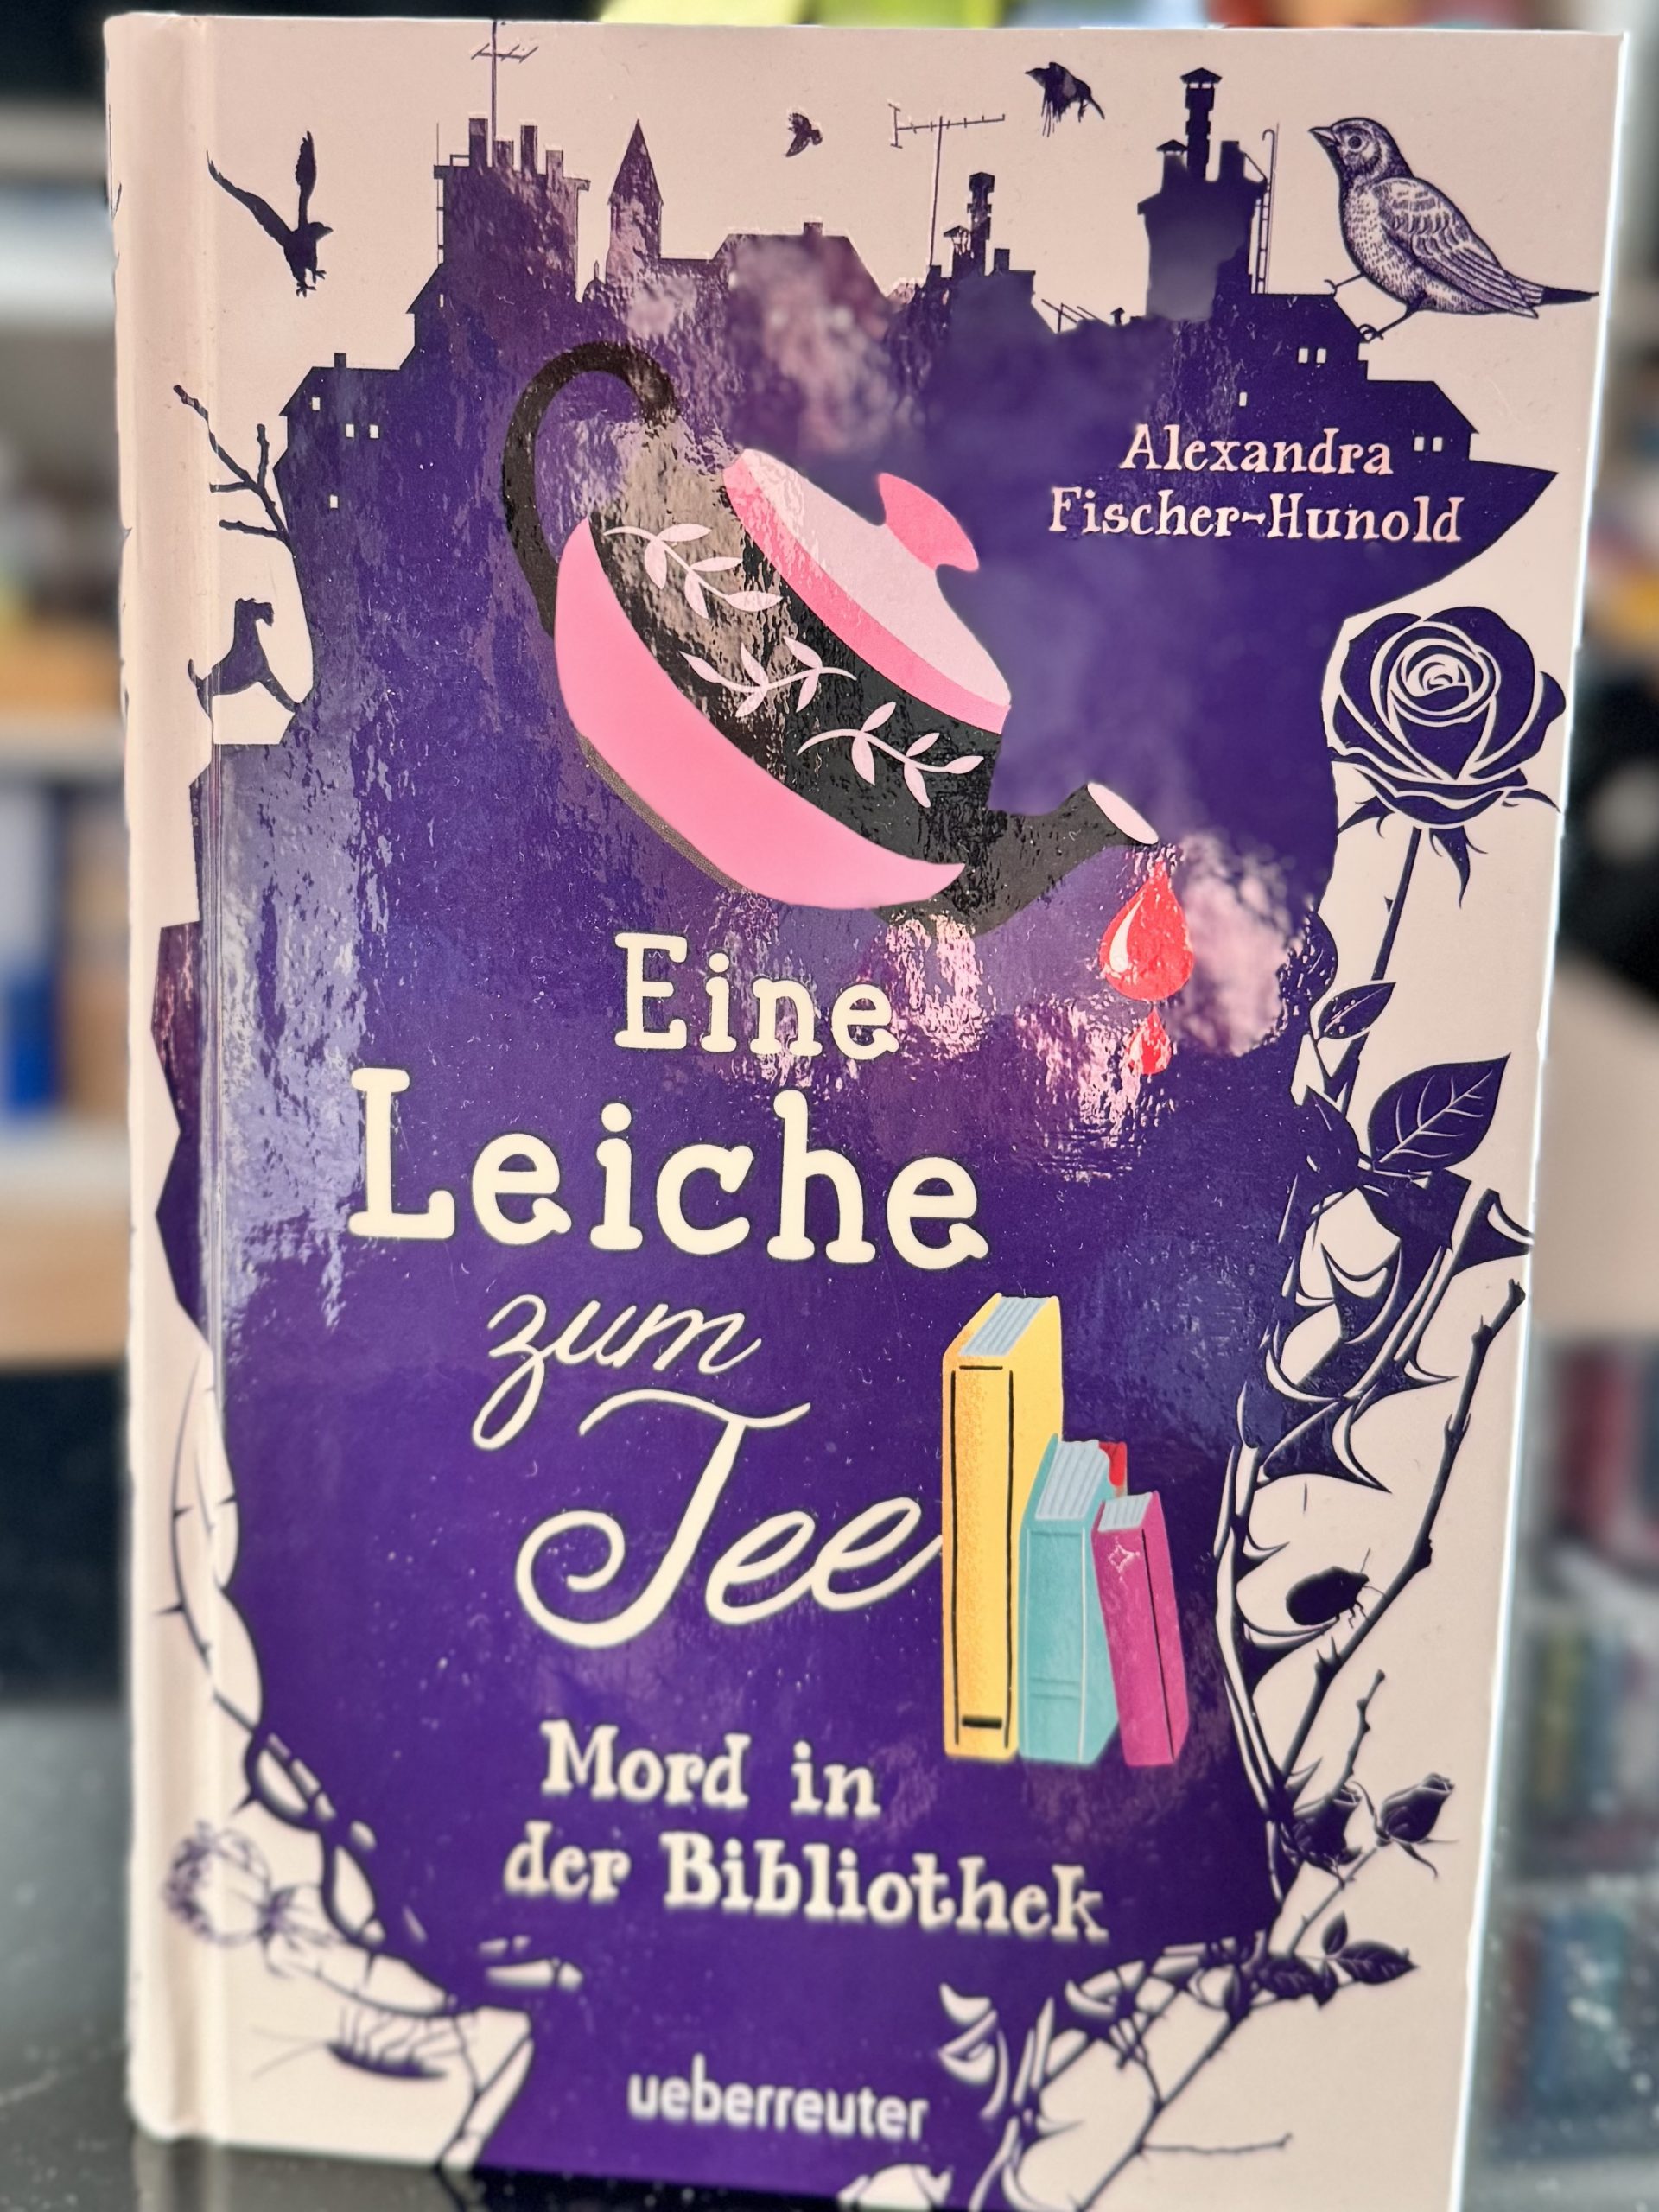 Alexandra
Fischer-Hunold
Eine
Leiche
zum
Tee
Mord in
der Bibliothek
ueberreuter